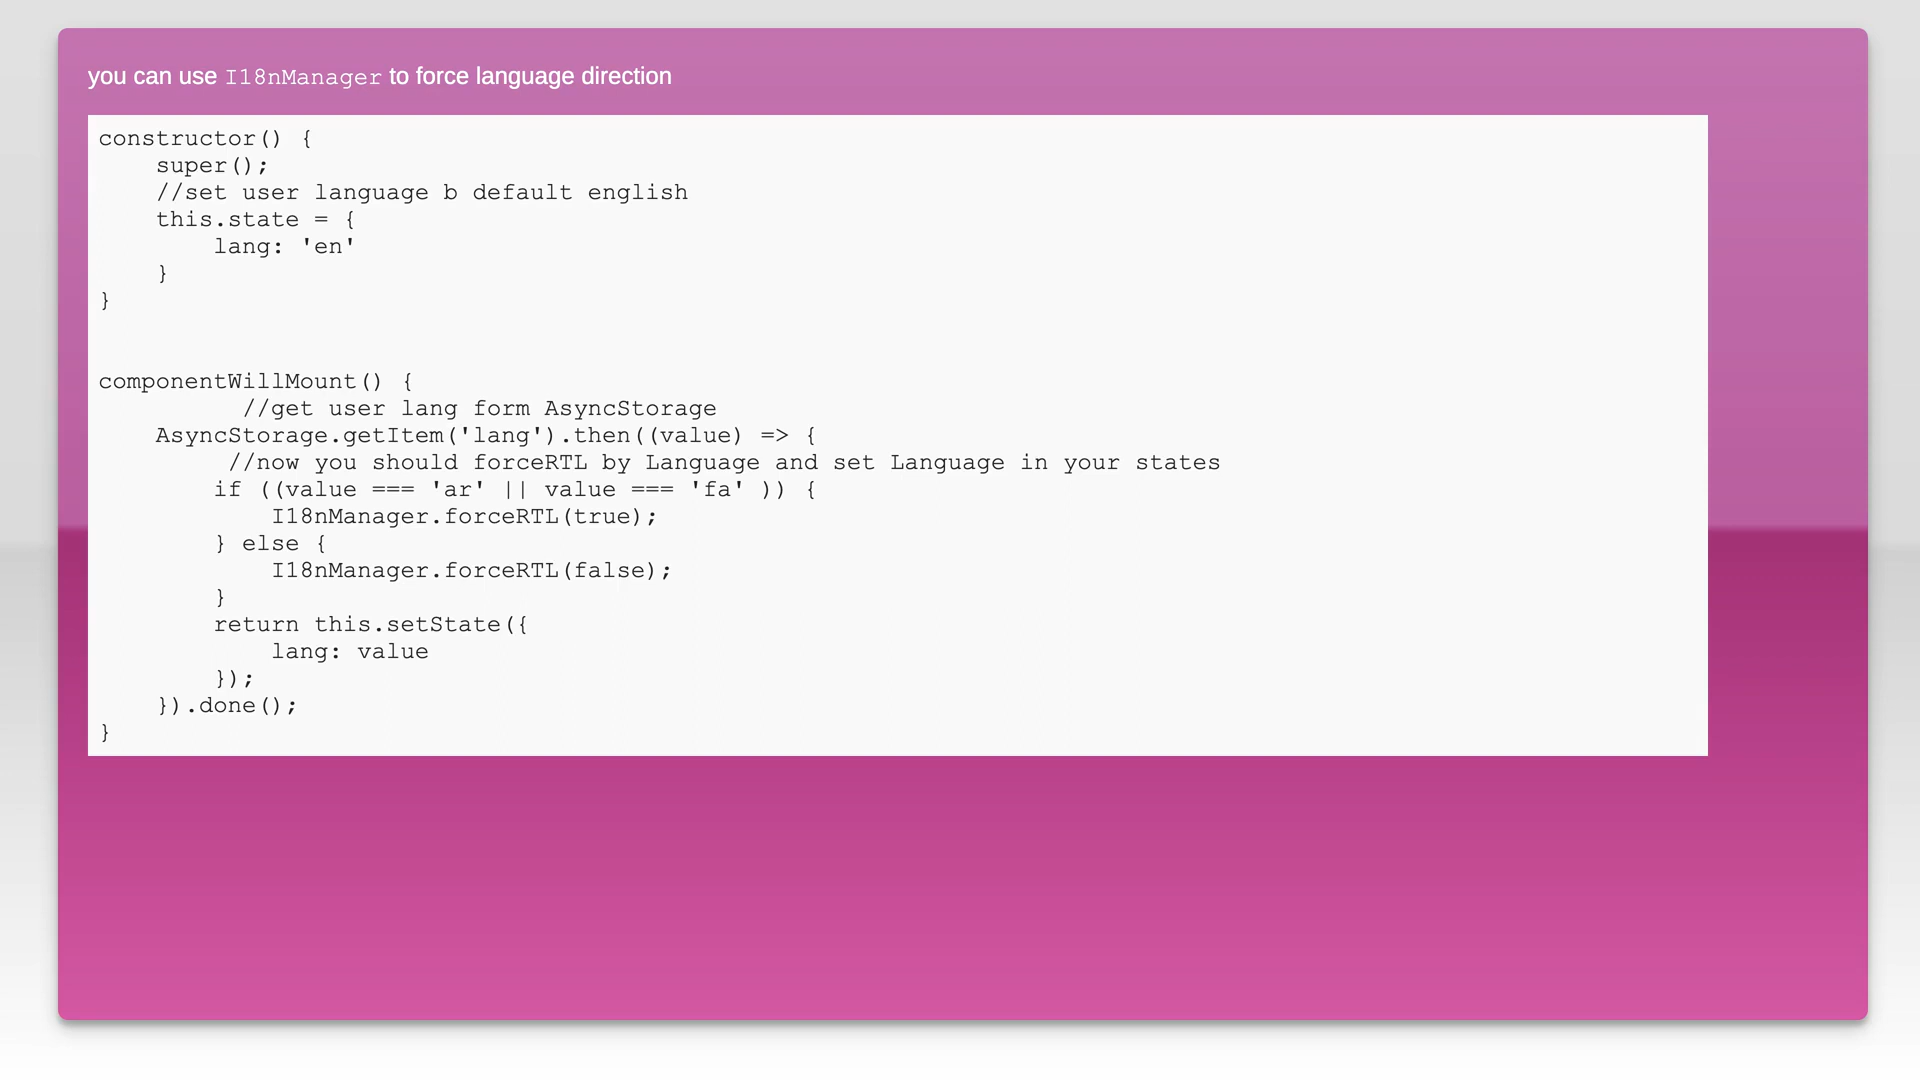 you can use I18nManager to force language direction
constructor() {
super();
//set user language b default english
this.state = {
lang: 'en'
}
}
componentWillMount() {
//get user lang form AsyncStorage
AsyncStorage.getItem('lang').then((value) => {
//now you should forceRTL by Language and set Language in your states
if ((value === 'ar' || value === 'fa' )) {
I18nManager.forceRTL(true);
} else {
I18nManager.forceRTL(false);
}
return this.setState({
lang: value
});
}).done();
}